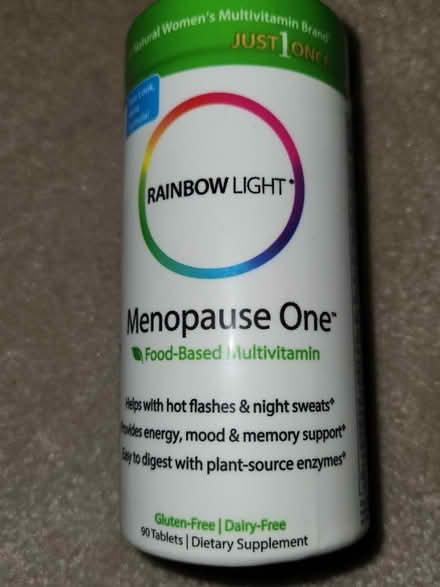 Natural Women's Multivitamin Brand
JUST 1 ONCE
RAINBOW LIGHT®
Menopause One™
Food-Based Multivitamin
Helps with hot flashes & night sweats❖
Provides energy, mood & memory support❖
Easy to digest with plant-source enzymes❖
Gluten-Free | Dairy-Free
90 Tablets | Dietary Supplement